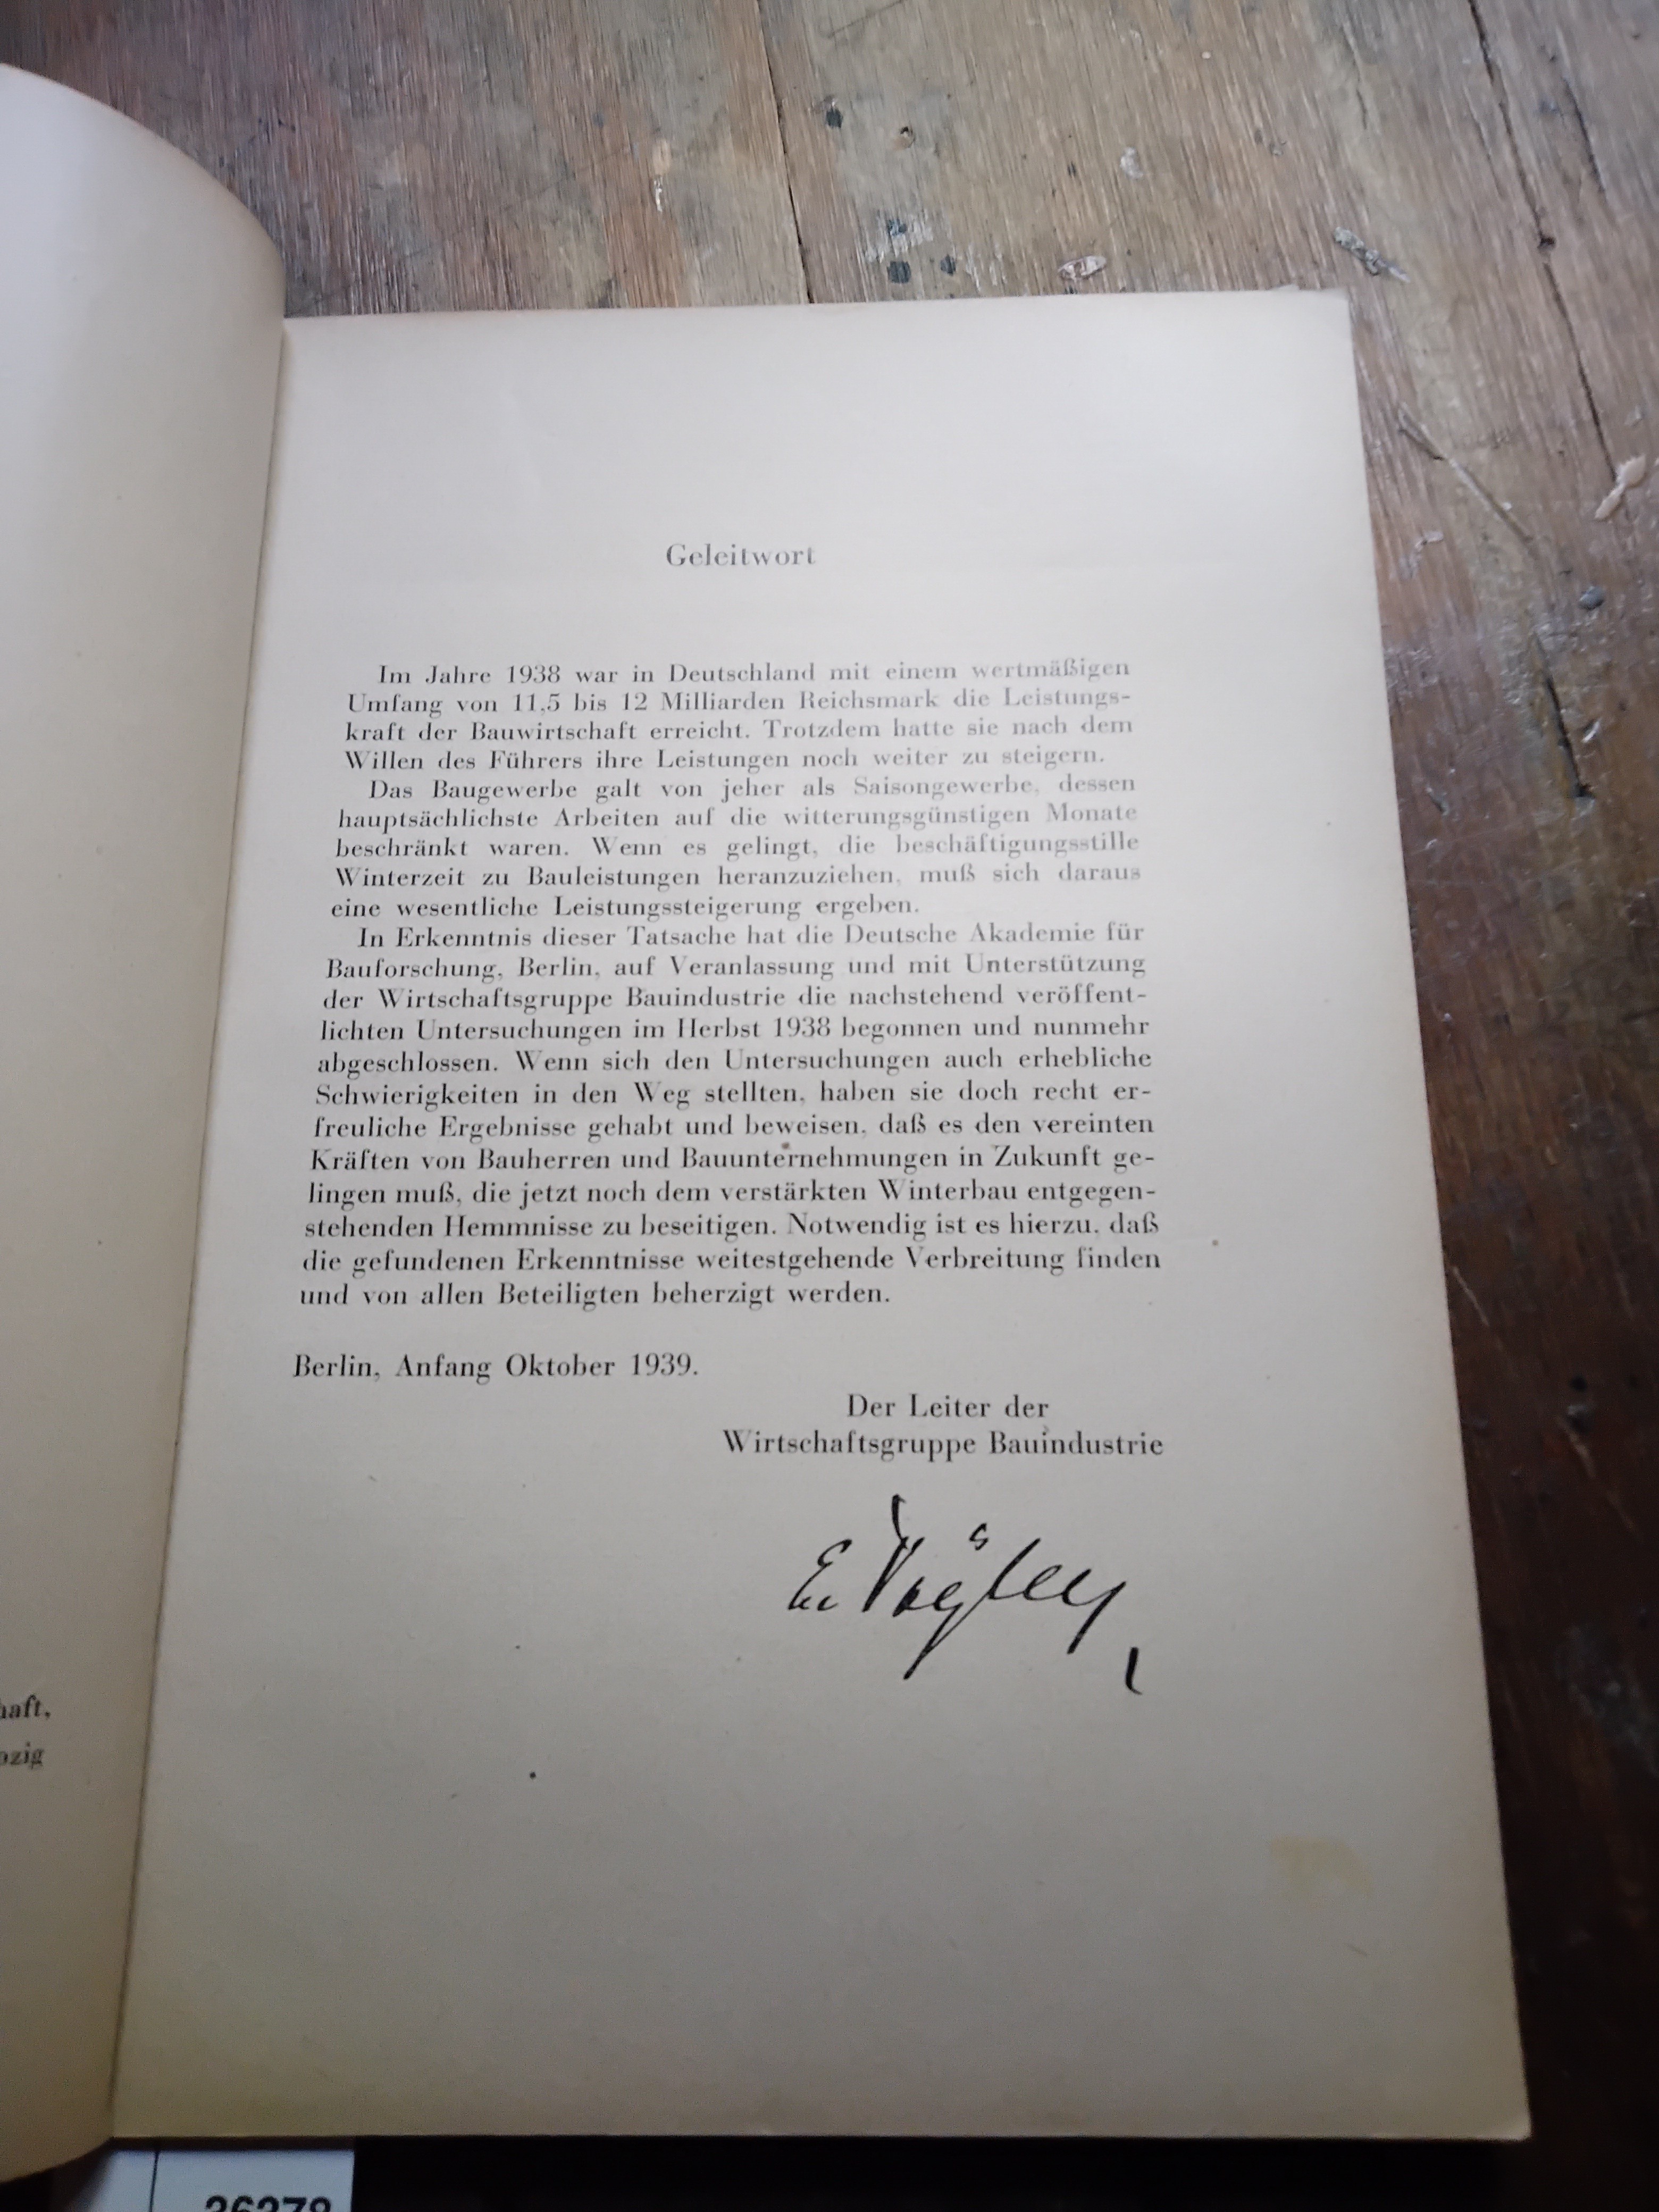 Geleitwort
Im Jahre 1938 war in Deutschland mit einem wertmäßigen
Umfang von 11,5 bis 12 Milliarden Reichsmark die Leistungs-
kraft der Bauwirtschaft erreicht. Trotzdem hatte sie nach dem
Willen des Führers ihre Leistungen noch weiter zu steigern.
Das Baugewerbe galt von jeher als Saisongewerbe, dessen
hauptsächlichste Arbeiten auf die witterungsgünstigen Monate
beschränkt waren. Wenn es gelingt, die beschäftigungsstille
Winterzeit zu Bauleistungen heranzuziehen, muß sich daraus
eine wesentliche Leistungssteigerung ergeben.
In Erkenntnis dieser Tatsache hat die Deutsche Akademie für
Bauforschung, Berlin, auf Veranlassung und mit Unterstützung
der Wirtschaftsgruppe Bauindustrie die nachstehend veröffent-
lichten Untersuchungen im Herbst 1938 begonnen und nunmehr
abgeschlossen. Wenn sich den Untersuchungen auch erhebliche
Schwierigkeiten in den Weg stellten, haben sie doch recht er-
freuliche Ergebnisse gehabt und beweisen, daß es den vereinten
Kräften von Bauherren und Bauunternehmungen in Zukunft ge-
lingen muß, die jetzt noch dem verstärkten Winterbau entgegen-
stehenden Hemmnisse zu beseitigen. Notwendig ist es hierzu, daß
die gefundenen Erkenntnisse weitestgehende Verbreitung finden
und von allen Beteiligten beherzigt werden.
Berlin, Anfang Oktober 1939.
Der Leiter der
Wirtschaftsgruppe Bauindustrie
haft,
zig
36278